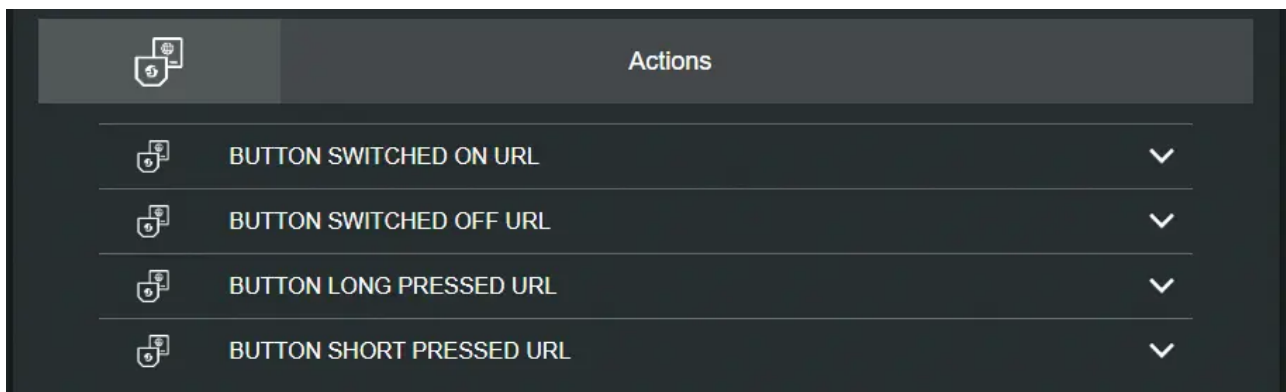 Actions
BUTTON SWITCHED ON URL
BUTTON SWITCHED OFF URL
BUTTON LONG PRESSED URL
BUTTON SHORT PRESSED URL